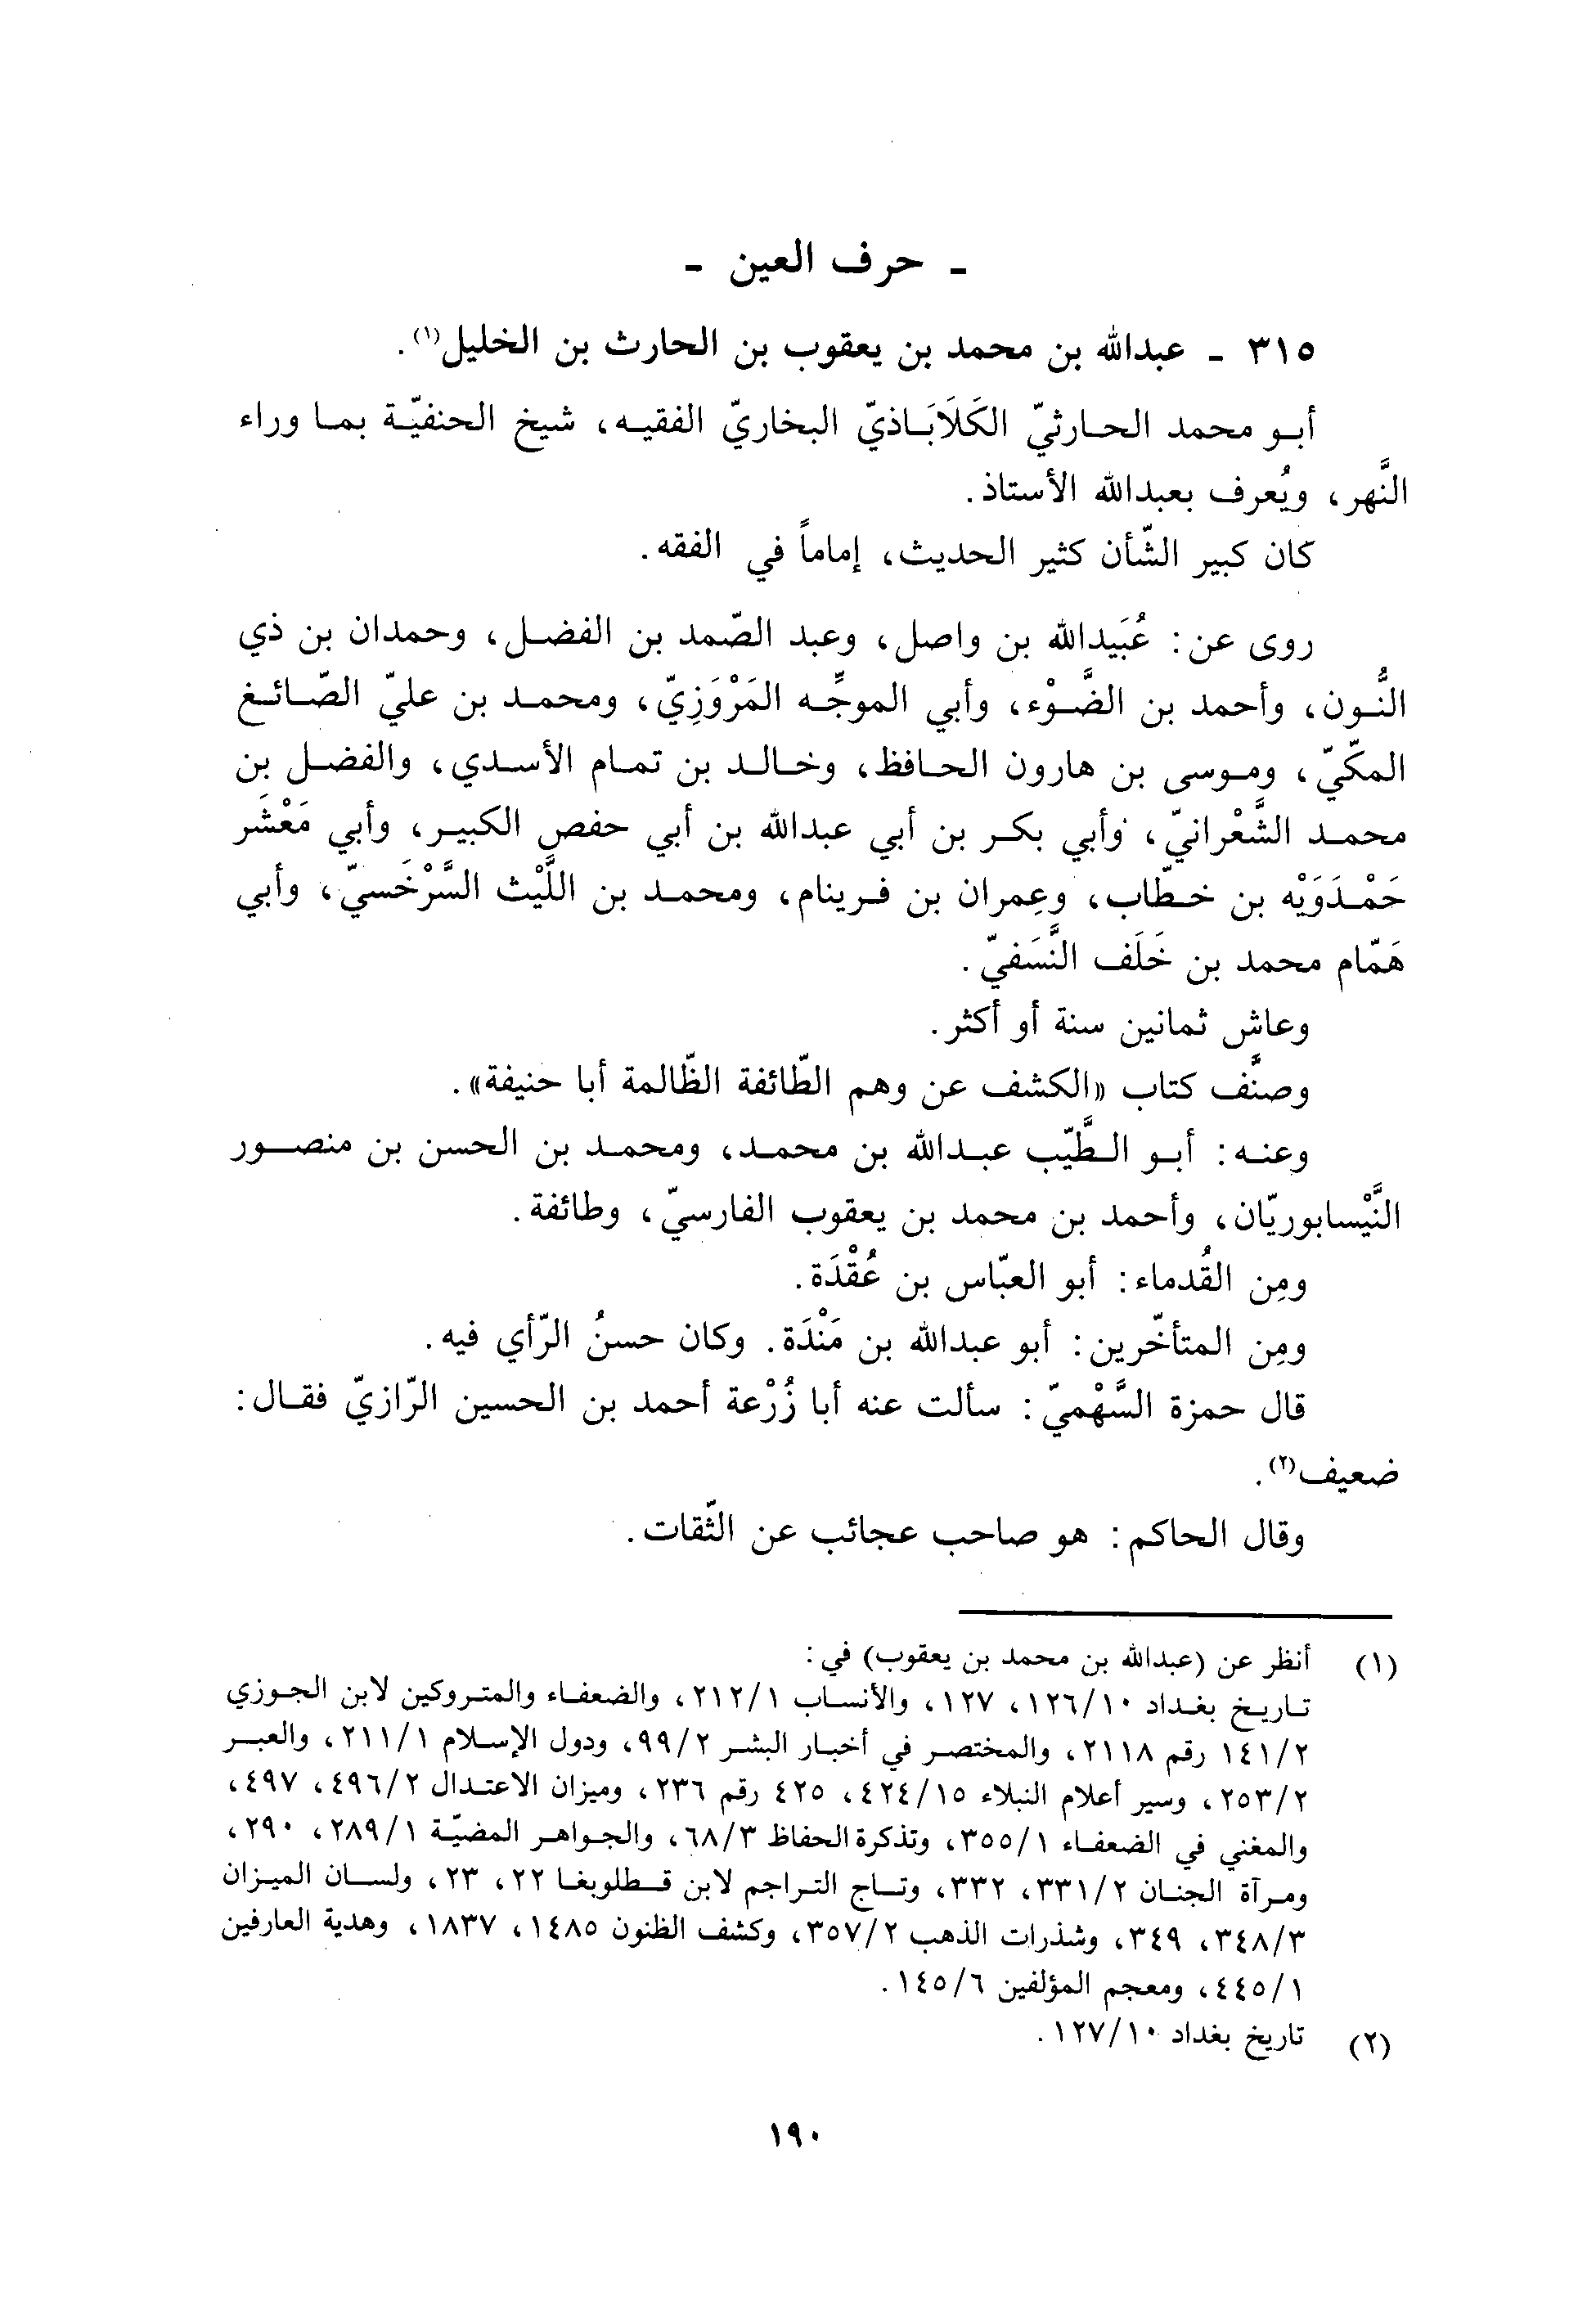 - حرف العين -
٣١٥ - عبدالله بن محمد بن يعقوب بن الحارث بن الخليل(١).
أبو محمد الحارثيّ الكَلَابَاذيّ البخاريّ الفقيه، شيخ الحنفيّة بما وراء
النَّهر، ويُعرف بعبدالله الأستاذ.
كان كبير الشّأن كثير الحديث، إماماً في الفقه.
روى عن: عُبَيدالله بن واصل، وعبد الصّمد بن الفضل، وحمدان بن ذي
النُّون، وأحمد بن الضَّوْء، وأبي الموجِّه المَرْوَزِيّ، ومحمد بن عليّ الصّائغ
المكّيّ، وموسى بن هارون الحافظ، وخالد بن تمام الأسدي، والفضل بن
محمد الشَّعْرانيّ، وأبي بكر بن أبي عبدالله بن أبي حفص الكبير، وأبي مَعْشَر
حَمْدَوَيْه بن خطّاب، وعِمران بن فرينام، ومحمد بن اللَّيْث السَّرْخَسيّ، وأبي
هَمّام محمد بن خَلَف النَّسَفيّ.
وعاش ثمانين سنة أو أكثر.
وصنَّف كتاب «الكشف عن وهم الطّائفة الظّالمة أبا حنيفة».
وعنه: أبو الطَّيّب عبدالله بن محمد، ومحمد بن الحسن بن منصور
النَّيْسابوريّان، وأحمد بن محمد بن يعقوب الفارسيّ، وطائفة.
ومِن القُدماء: أبو العبّاس بن عُقْدَة.
ومِن المتأخّرين: أبو عبدالله بن مَنْدَة. وكان حسنُ الرّأي فيه.
قال حمزة السَّهْميّ: سألت عنه أبا زُرْعة أحمد بن الحسين الرّازيّ فقال:
ضعيف(٢).
وقال الحاكم: هو صاحب عجائب عن الثّقات.
(١) أنظر عن (عبدالله بن محمد بن يعقوب) في:
تاريخ بغداد ١٢٦/١٠، ١٢٧، والأنساب ٢١٢/١، والضعفاء والمتروكين لابن الجوزي
١٤١/٢ رقم ٢١١٨، والمختصر في أخبار البشر ٩٩/٢، ودول الإسلام ٢١١/١، والعبر
٢٥٣/٢، وسير أعلام النبلاء ٤٢٤/١٥، ٤٢٥ رقم ٢٣٦، وميزان الاعتدال ٤٩٦/٢، ٤٩٧،
والمغني في الضعفاء ٣٥٥/١، وتذكرة الحفاظ ٦٨/٣، والجواهر المضيّة ٢٨٩/١، ٢٩٠،
ومرآة الجنان ٣٣١/٢، ٣٣٢، وتاج التراجم لابن قطلوبغا ٢٢، ٢٣، ولسان الميزان
٣٤٨/٣، ٣٤٩، وشذرات الذهب ٣٥٧/٢، وكشف الظنون ١٤٨٥، ١٨٣٧، وهدية العارفين
٤٤٥/١، ومعجم المؤلفين ١٤٥/٦.
(٢) تاريخ بغداد ١٢٧/١٠.
١٩٠